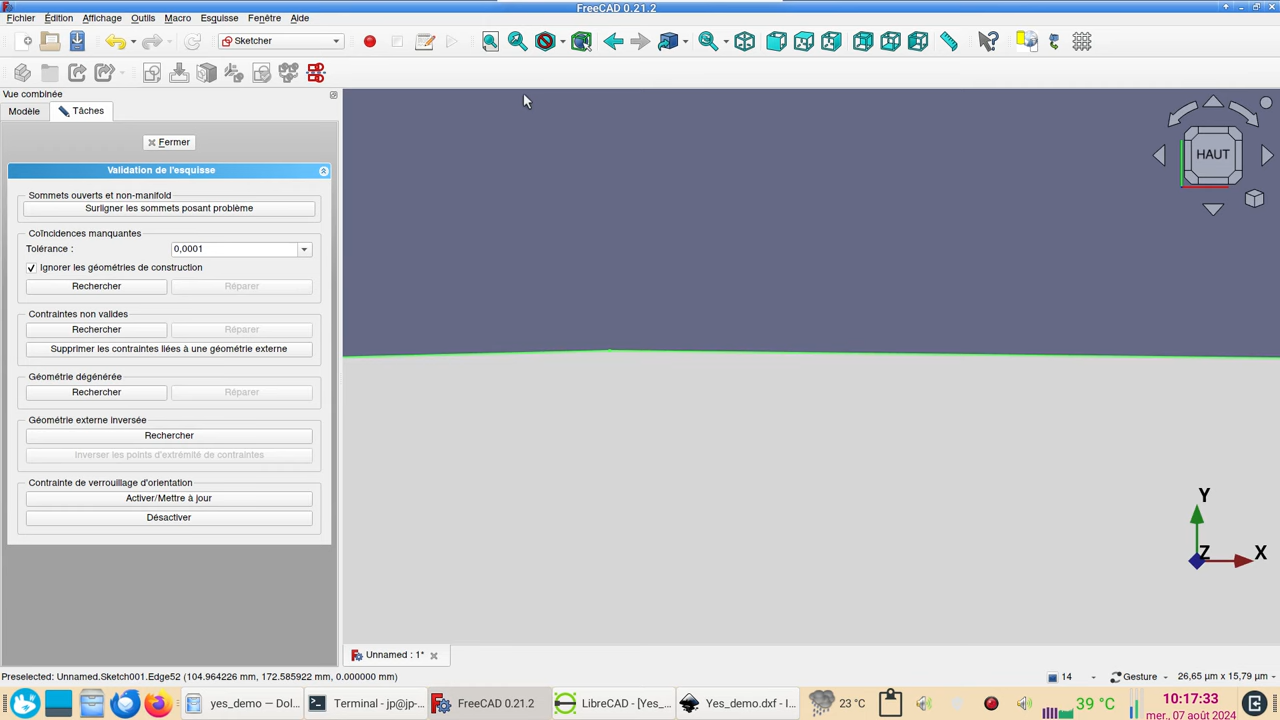 FreeCAD 0.21.2
Fichier Édition Affichage Outils Macro Esquisse Fenêtre Aide
Sketcher
Vue combinée
Modèle Tâches
Fermer
Validation de l'esquisse
Sommets ouverts et non-manifold
Surligner les sommets posant problème
Coïncidences manquantes
Tolérance : 0,0001
Ignorer les géométries de construction
Rechercher Réparer
Contraintes non valides
Rechercher Réparer
Supprimer les contraintes liées à une géométrie externe
Géométrie dégénérée
Rechercher Réparer
Géométrie externe inversée
Rechercher
Inverser les points d'extrémité de contraintes
Contrainte de verrouillage d'orientation
Activer/Mettre à jour
Désactiver
HAUT
Y
Z X
Unnamed : 1*
Preselected: Unnamed.Sketch001.Edge52 (104.964226 mm, 172.585922 mm, 0.000000 mm)
14 Gesture 26,65 µm x 15,79 µm
yes_demo — Dol...
Terminal - jp@jp-...
FreeCAD 0.21.2
LibreCAD - [Yes_...
Yes_demo.dxf - I...
23 °C
39 °C
10:17:33
mer., 07 août 2024